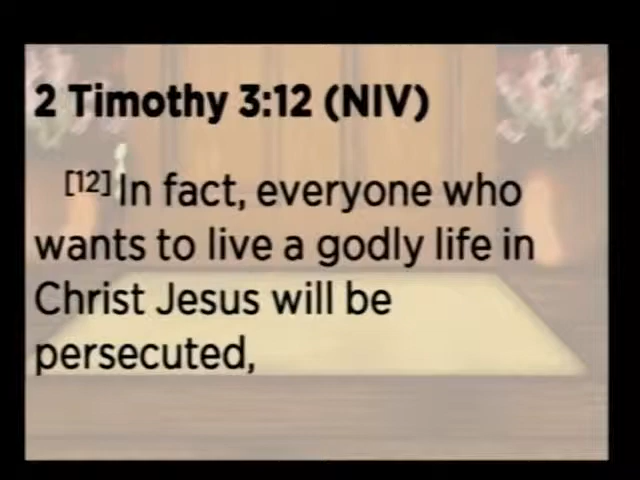 2 Timothy 3:12 (NIV)
[12] In fact, everyone who
wants to live a godly life in
Christ Jesus will be
persecuted,